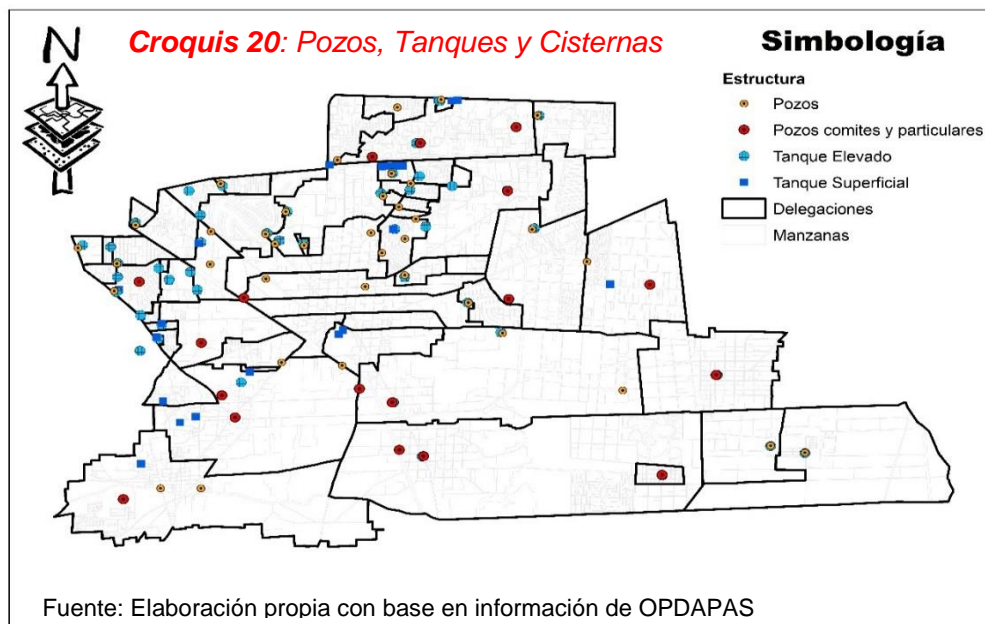 N
Croquis 20: Pozos, Tanques y Cisternas
Simbología
Estructura
Pozos
Pozos comites y particulares
Tanque Elevado
Tanque Superficial
Delegaciones
Manzanas
Fuente: Elaboración propia con base en información de OPDAPAS